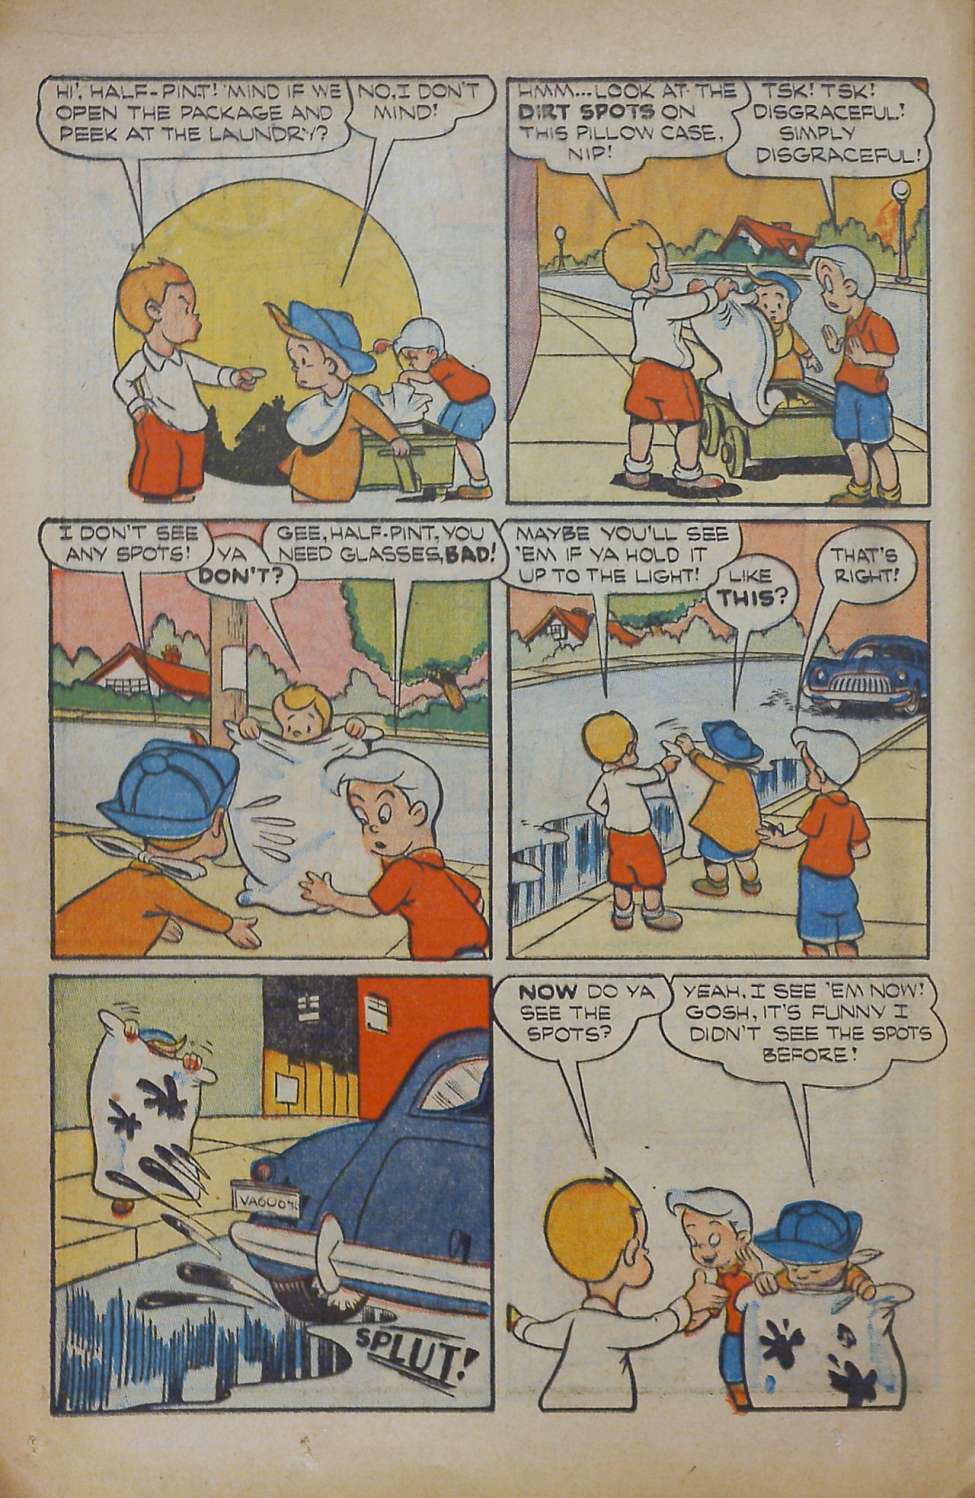 HI, HALF-PINT! MIND IF WE
OPEN THE PACKAGE AND
PEEK AT THE LAUNDRY?
NO, I DON'T
MIND!
HMM...LOOK AT THE
DIRT SPOTS ON
THIS PILLOW CASE,
NIP!
TSK! TSK!
DISGRACEFUL!
SIMPLY
DISGRACEFUL!
I DON'T SEE
ANY SPOTS!
YA
DON'T?
GEE, HALF-PINT, YOU
NEED GLASSES, BAD!
MAYBE YOU'LL SEE
'EM IF YA HOLD IT
UP TO THE LIGHT!
LIKE
THIS?
THAT'S
RIGHT!
SPLUT!
NOW DO YA
SEE THE
SPOTS?
YEAH, I SEE 'EM NOW!
GOSH, IT'S FUNNY I
DIDN'T SEE THE SPOTS
BEFORE!